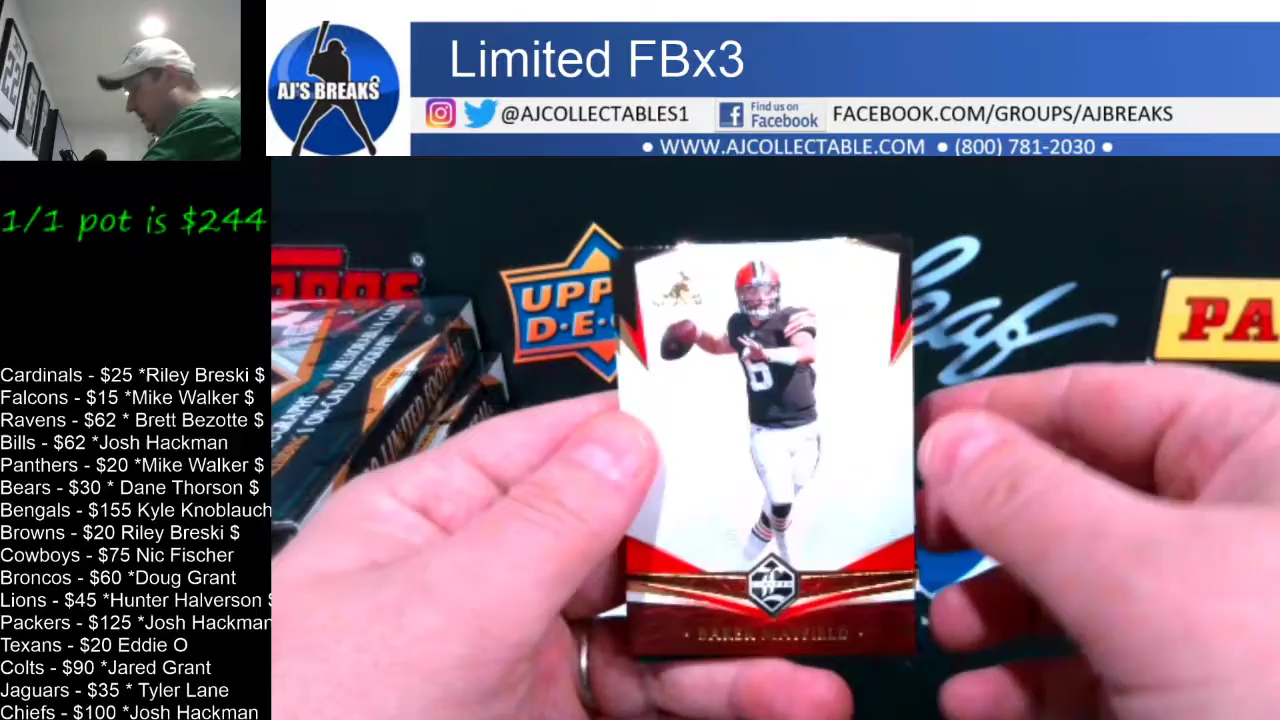 AJ'S BREAKS
Limited FBx3
@AJCOLLECTABLES1
Find us on
Facebook
FACEBOOK.COM/GROUPS/AJBREAKS
• WWW.AJCOLLECTABLE.COM • (800) 781-2030 •
1/1 pot is $244
Cardinals - $25 *Riley Breski $
Falcons - $15 *Mike Walker $
Ravens - $62 * Brett Bezotte $
Bills - $62 *Josh Hackman
Panthers - $20 *Mike Walker $
Bears - $30 * Dane Thorson $
Bengals - $155 Kyle Knoblauch
Browns - $20 Riley Breski $
Cowboys - $75 Nic Fischer
Broncos - $60 *Doug Grant
Lions - $45 *Hunter Halverson $
Packers - $125 *Josh Hackman
Texans - $20 Eddie O
Colts - $90 *Jared Grant
Jaguars - $35 * Tyler Lane
Chiefs - $100 *Josh Hackman
UPP
D·E·
Leaf
PA
6
BAKER MAYFIELD